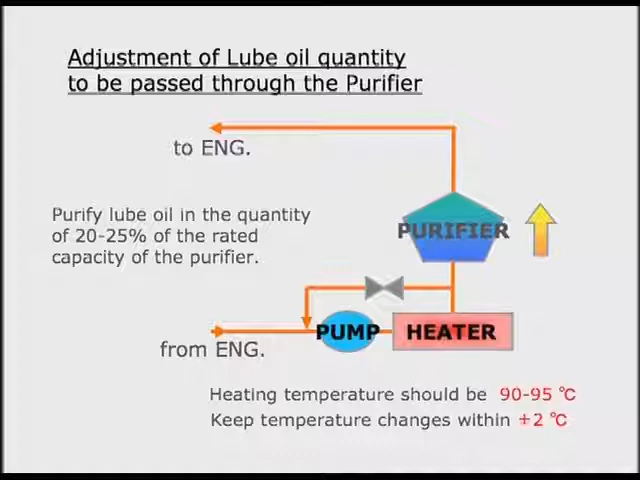 Adjustment of Lube oil quantity
to be passed through the Purifier
to ENG.
Purify lube oil in the quantity
of 20-25% of the rated
capacity of the purifier.
PURIFIER
PUMP
HEATER
from ENG.
Heating temperature should be 90-95 ℃
Keep temperature changes within +2 ℃